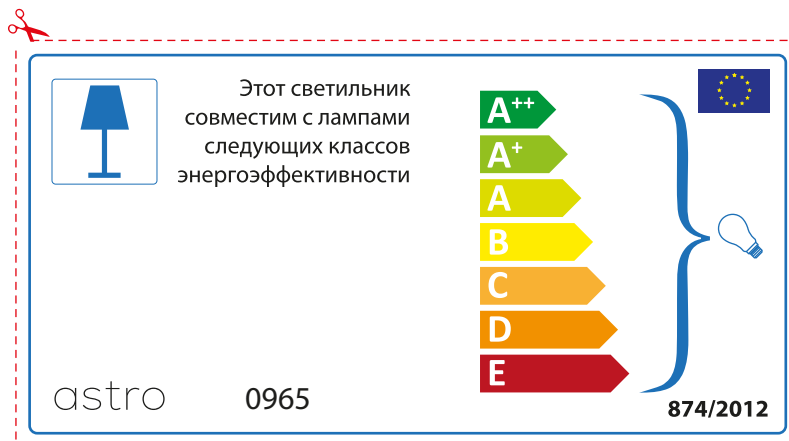 Этот светильник
совместим с лампами
следующих классов
энергоэффективности
A++
A+
A
B
C
D
E
astro
0965
874/2012